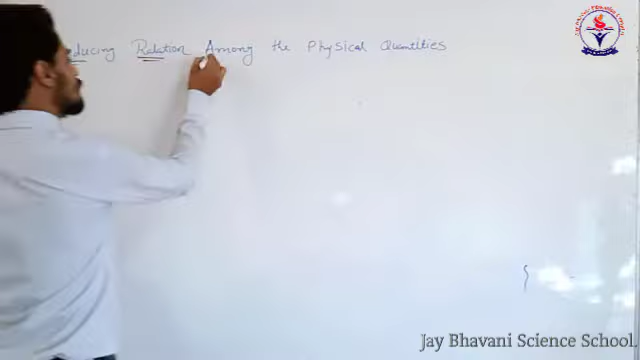 ducing Relation Among the Physical Quantities
Jay Bhavani Science School.